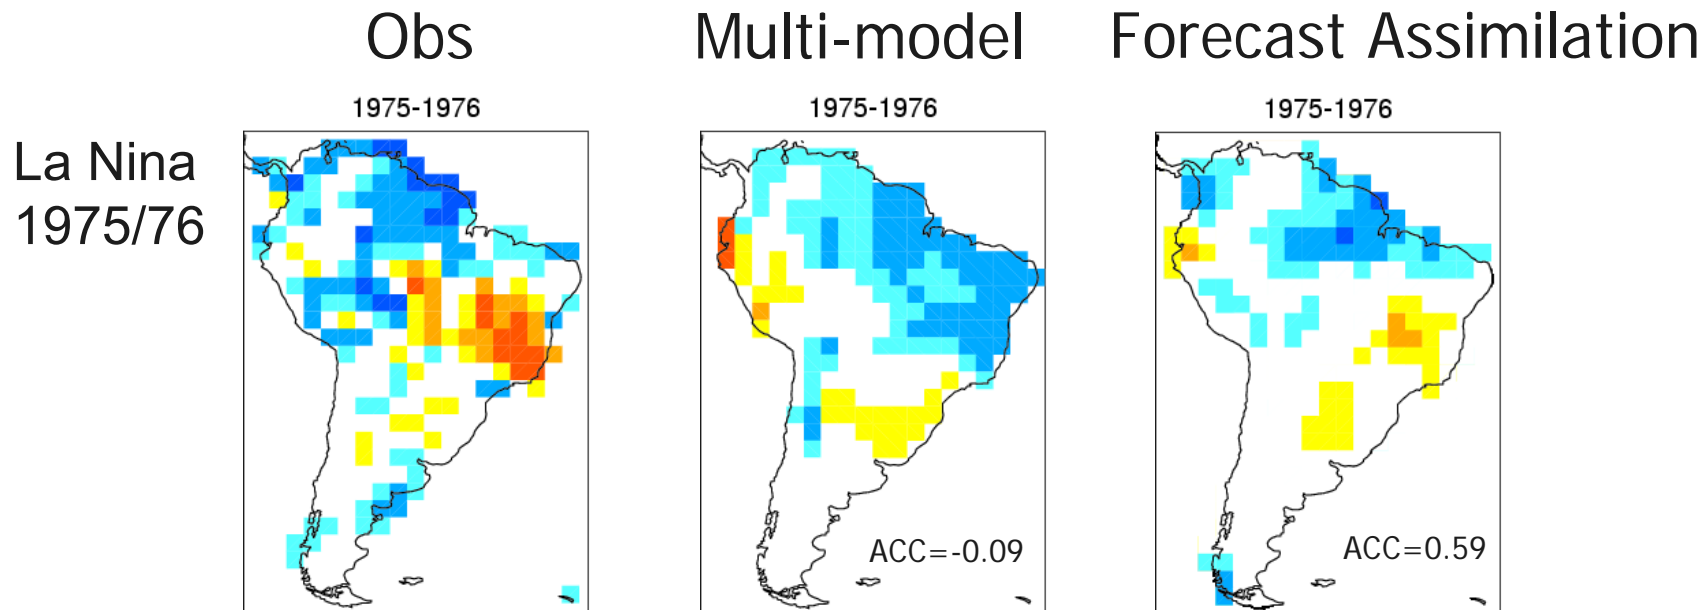 Obs
Multi-model
Forecast Assimilation
1975-1976
1975-1976
1975-1976
La Nina
1975/76
ACC=-0.09
ACC=0.59